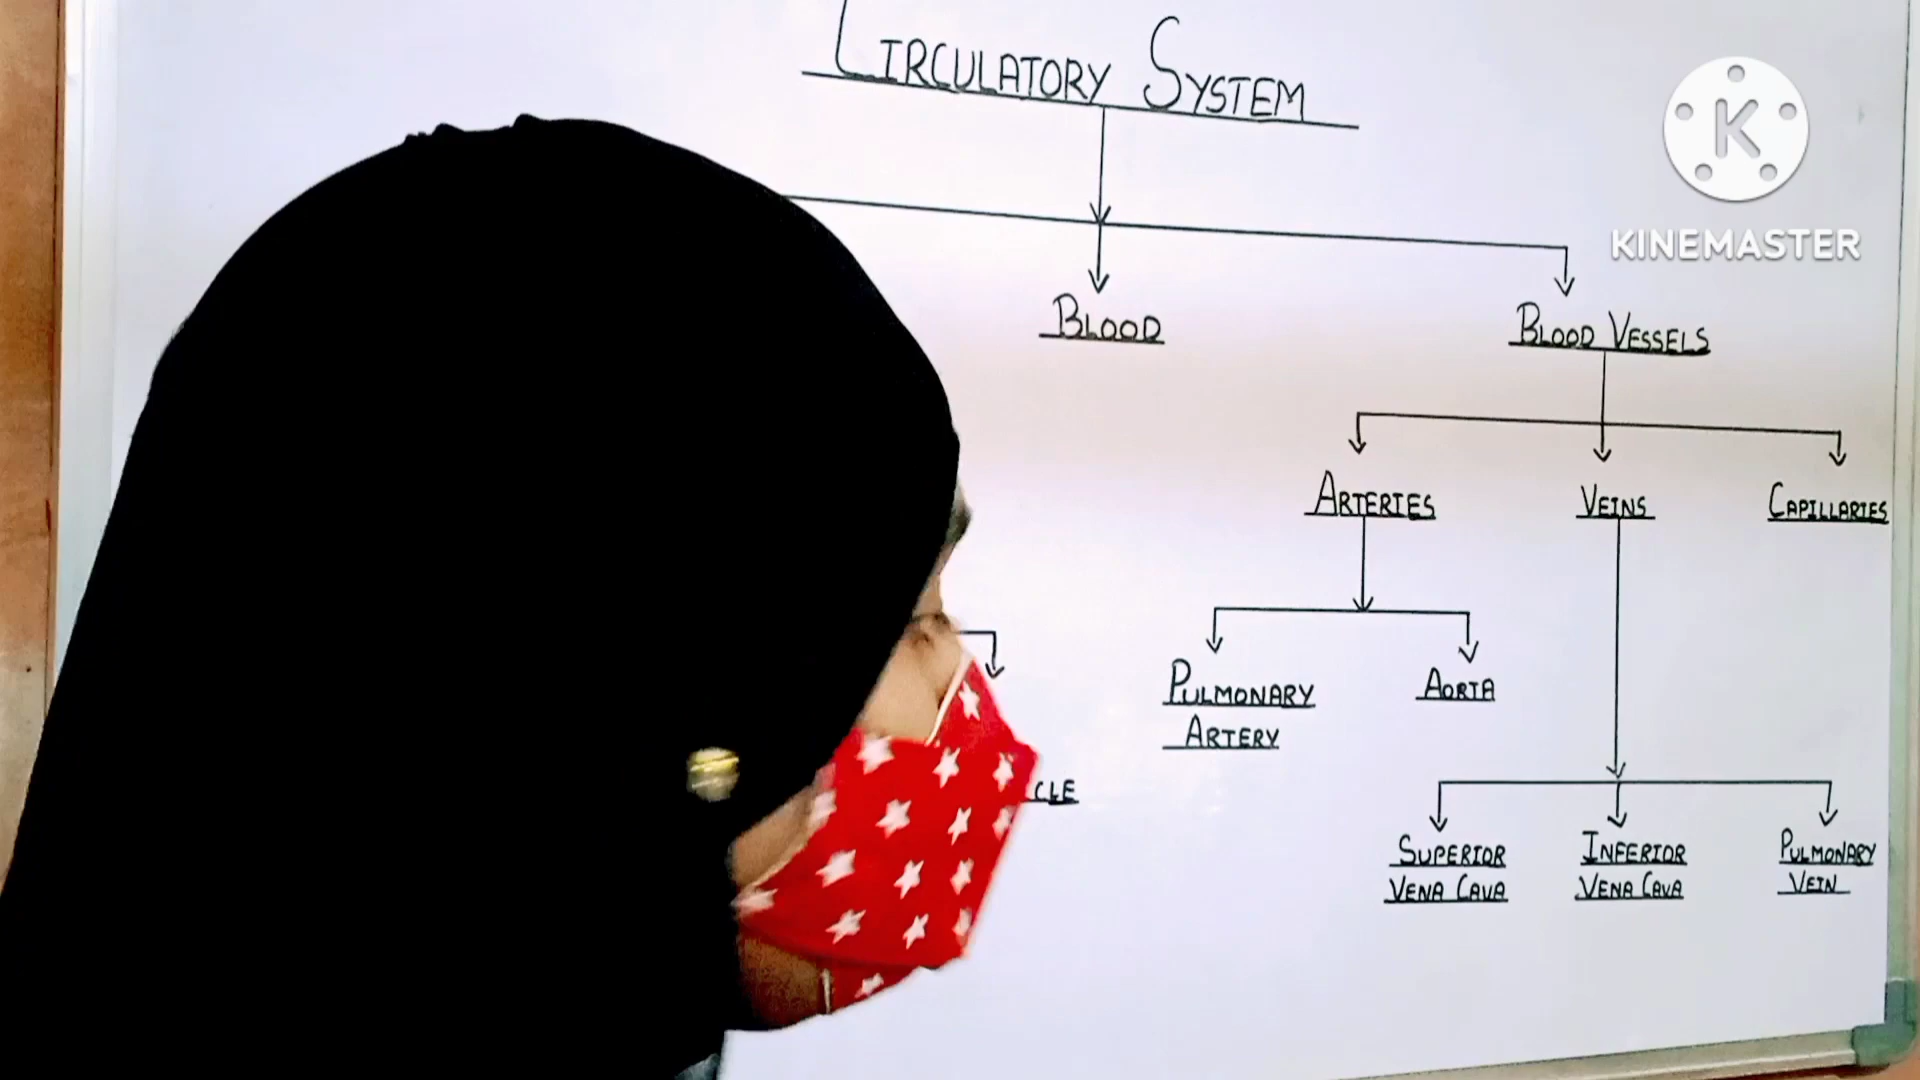 CIRCULATORY SYSTEM
K
KINEMASTER
BLOOD
BLOOD VESSELS
ARTERIES
VEINS
CAPILLARIES
PULMONARY
ARTERY
AORTA
CLE
SUPERIOR
VENA CAVA
INFERIOR
VENA CAVA
PULMONARY
VEIN